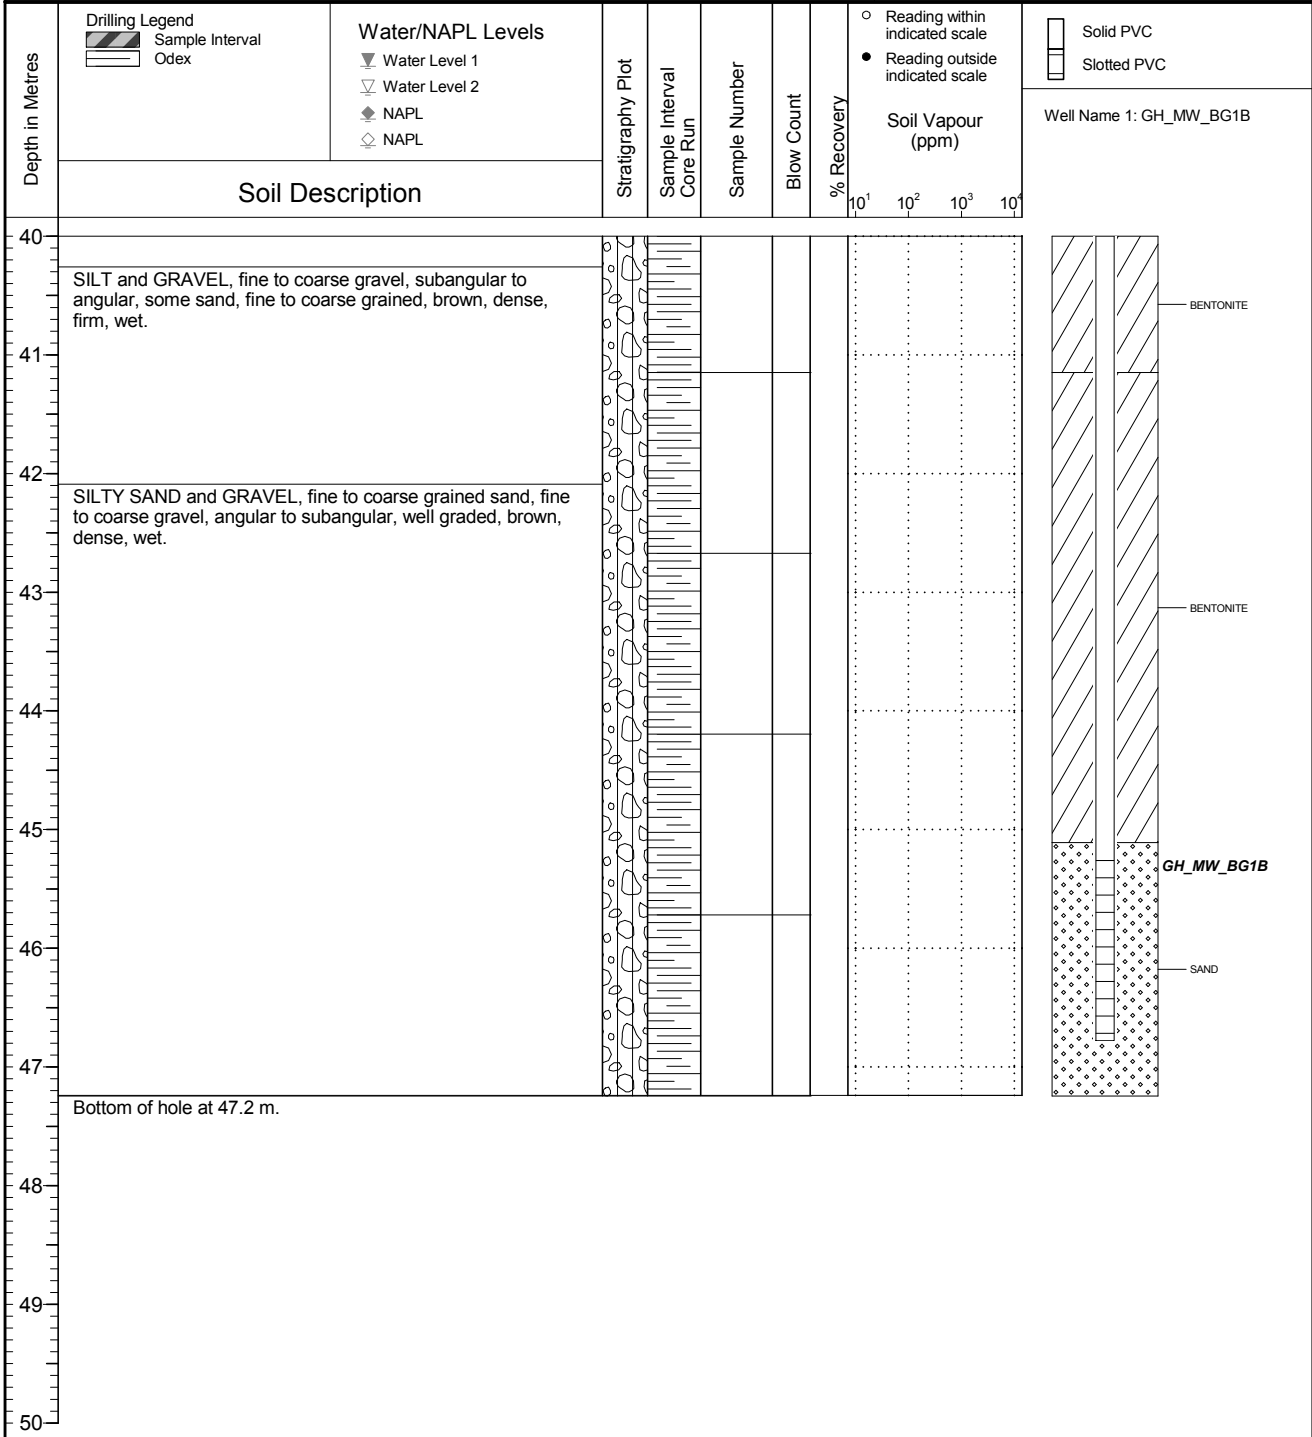 Depth in Metres
Drilling Legend
Sample Interval
Odex
Water/NAPL Levels
Water Level 1
Water Level 2
NAPL
NAPL
Soil Description
Stratigraphy Plot
Sample Interval
Core Run
Sample Number
Blow Count
% Recovery
Reading within
indicated scale
Reading outside
indicated scale
Soil Vapour
(ppm)
10¹ 10² 10³ 10⁴
Solid PVC
Slotted PVC
Well Name 1: GH_MW_BG1B
40
SILT and GRAVEL, fine to coarse gravel, subangular to
angular, some sand, fine to coarse grained, brown, dense,
firm, wet.
BENTONITE
41
42
SILTY SAND and GRAVEL, fine to coarse grained sand, fine
to coarse gravel, angular to subangular, well graded, brown,
dense, wet.
43
BENTONITE
44
45
GH_MW_BG1B
46
SAND
47
Bottom of hole at 47.2 m.
48
49
50